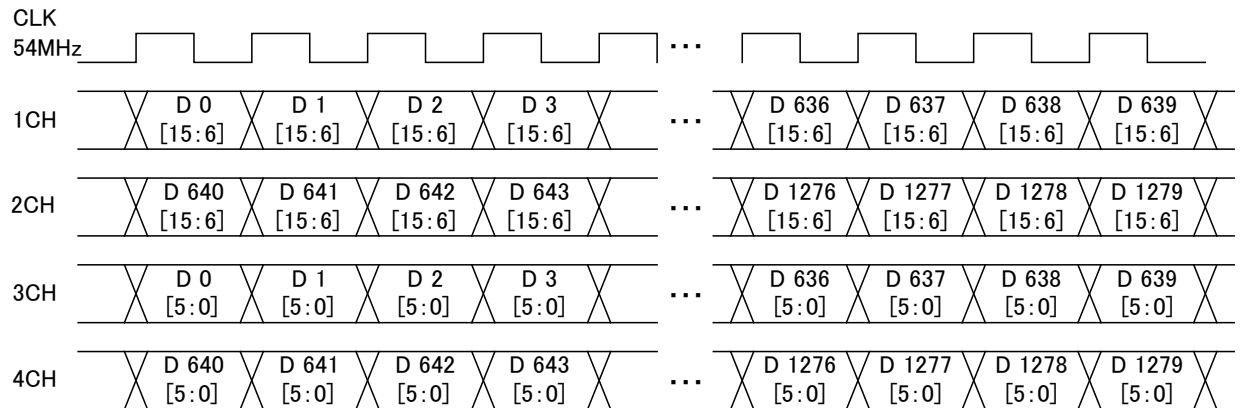 CLK
54MHz
···
1CH
D 0 D 1 D 2 D 3 ··· D 636 D 637 D 638 D 639
[15:6] [15:6] [15:6] [15:6] [15:6] [15:6] [15:6] [15:6]
2CH
D 640 D 641 D 642 D 643 ··· D 1276 D 1277 D 1278 D 1279
[15:6] [15:6] [15:6] [15:6] [15:6] [15:6] [15:6] [15:6]
3CH
D 0 D 1 D 2 D 3 ··· D 636 D 637 D 638 D 639
[5:0] [5:0] [5:0] [5:0] [5:0] [5:0] [5:0] [5:0]
4CH
D 640 D 641 D 642 D 643 ··· D 1276 D 1277 D 1278 D 1279
[5:0] [5:0] [5:0] [5:0] [5:0] [5:0] [5:0] [5:0]